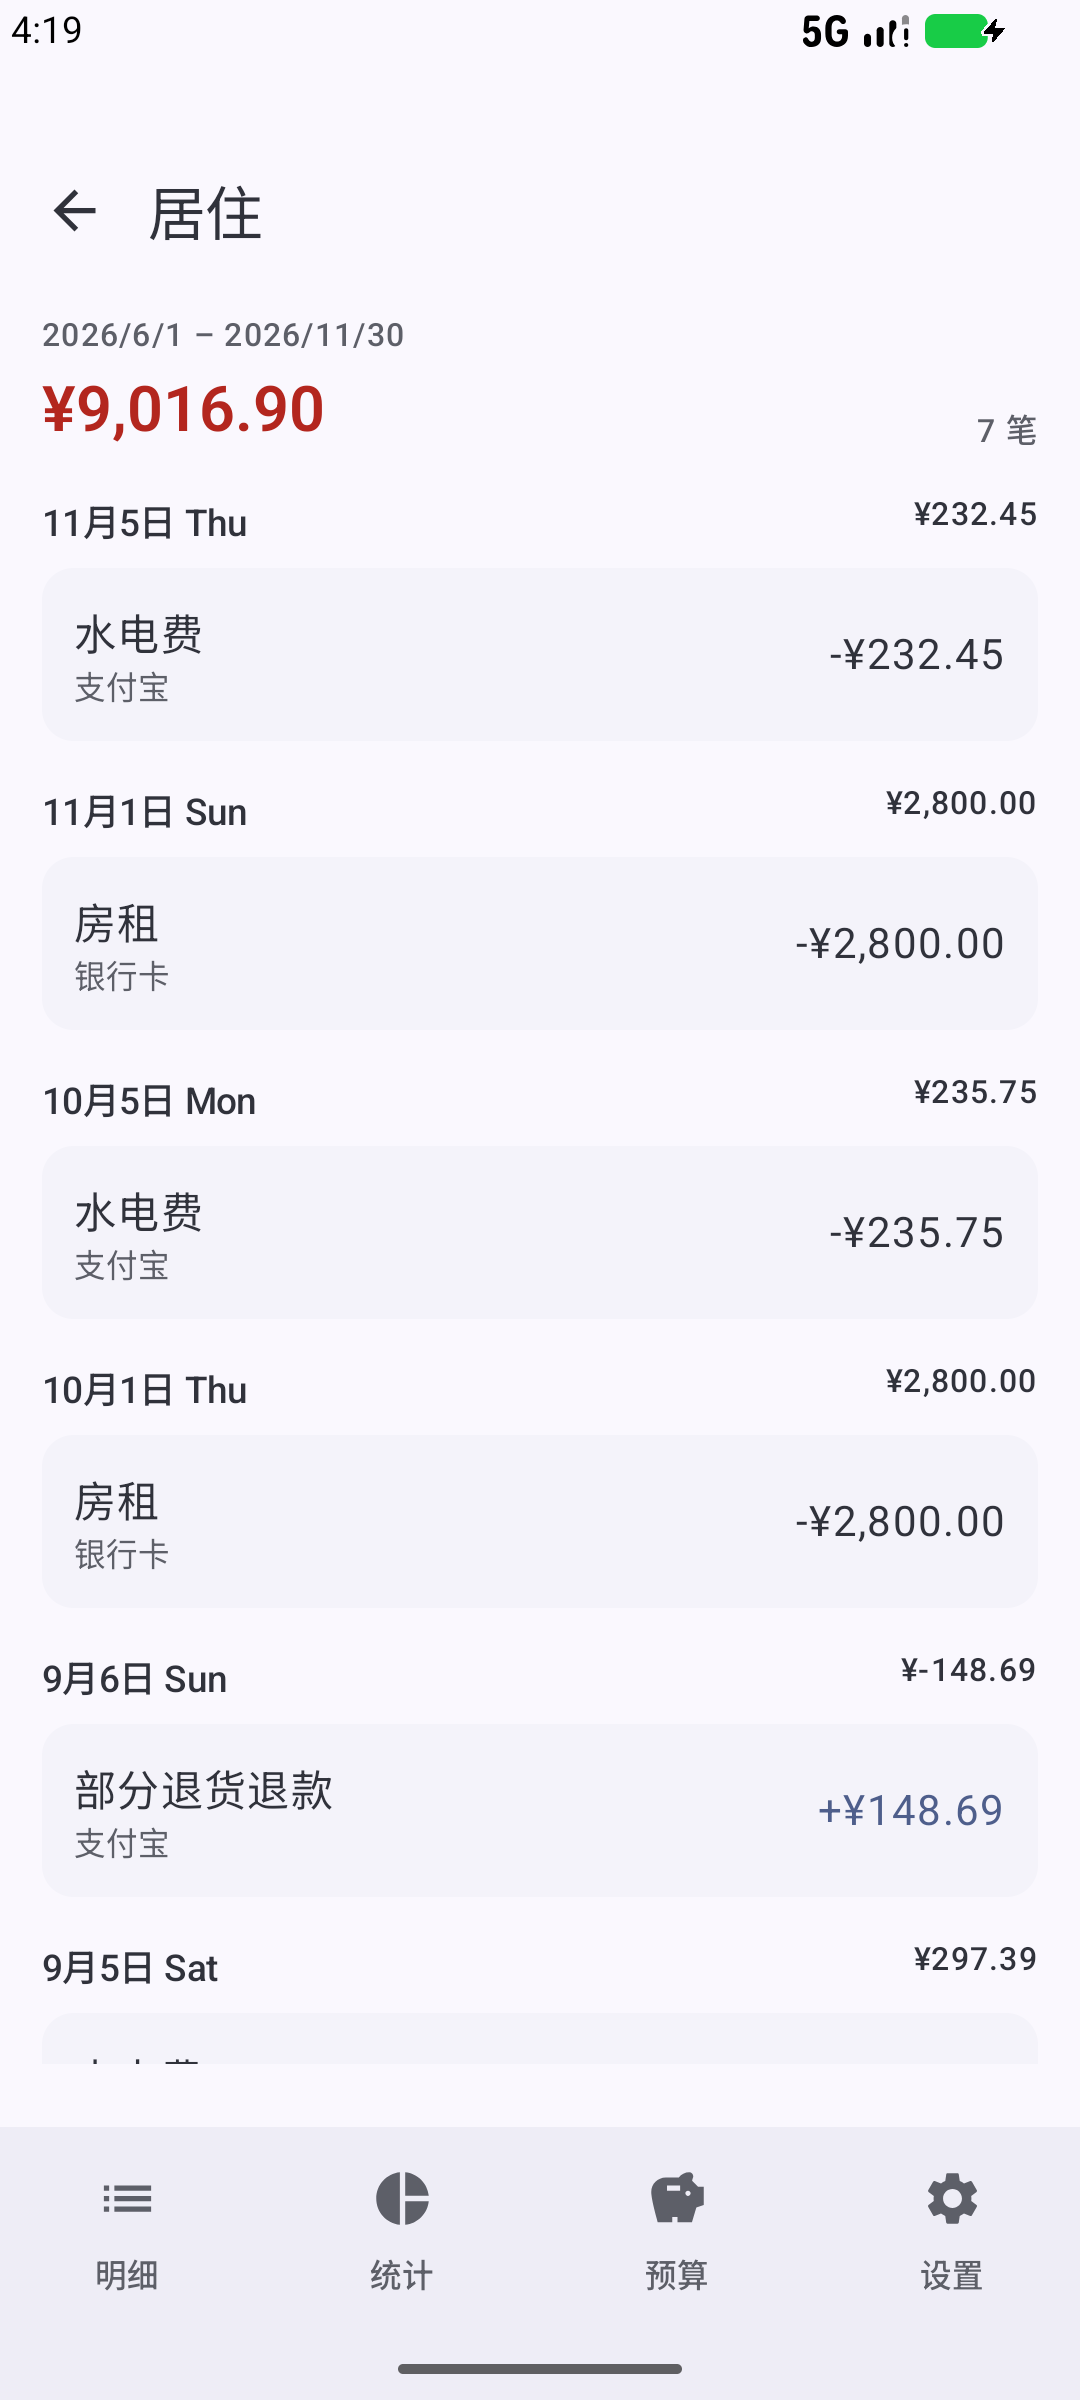 4:19
5G
居住
2026/6/1 – 2026/11/30
¥9,016.90
7 笔
11月5日 Thu
¥232.45
水电费
-¥232.45
支付宝
11月1日 Sun
¥2,800.00
房租
-¥2,800.00
银行卡
10月5日 Mon
¥235.75
水电费
-¥235.75
支付宝
10月1日 Thu
¥2,800.00
房租
-¥2,800.00
银行卡
9月6日 Sun
¥-148.69
部分退货退款
+¥148.69
支付宝
9月5日 Sat
¥297.39
明细
统计
预算
设置